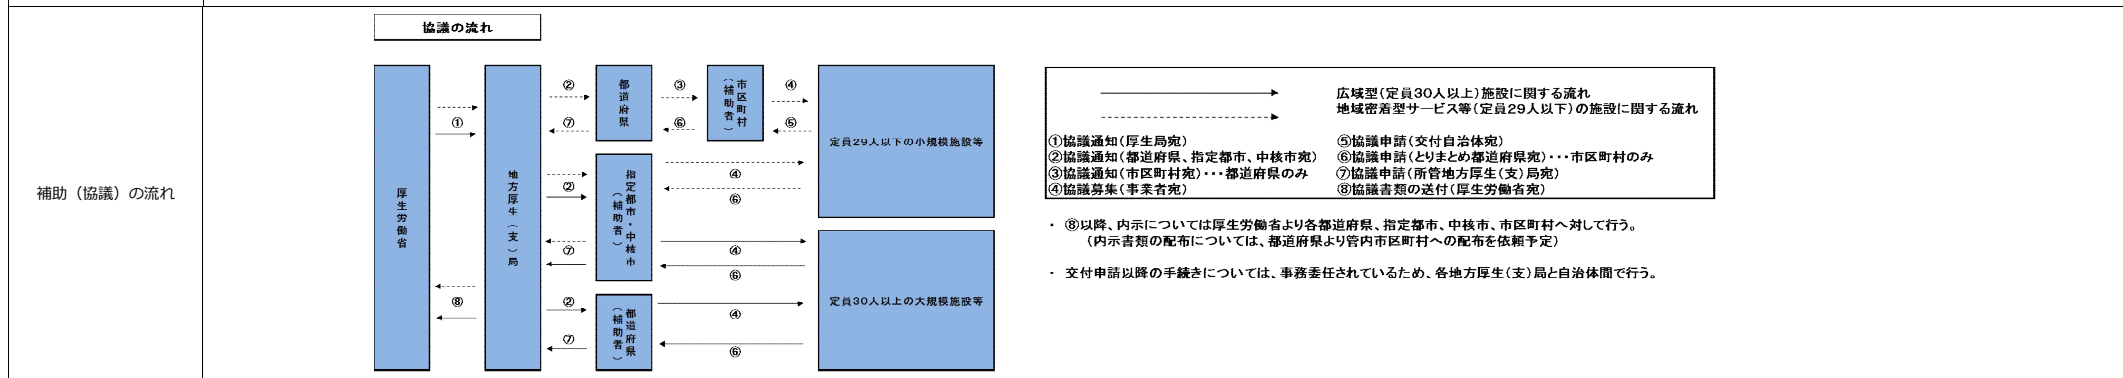 補助（協議）の流れ
協議の流れ
厚生労働省
地方厚生（支）局
都道府県
市区町村（補助者）
指定都市・中核市（補助者）
都道府県（補助者）
定員29人以下の小規模施設等
定員30人以上の大規模施設等
①
⑧
②
⑦
②
⑦
②
⑦
③
⑥
④
⑤
④
⑥
④
⑥
④
⑥
広域型（定員30人以上）施設に関する流れ
地域密着型サービス等（定員29人以下）の施設に関する流れ
①協議通知（厚生局宛）
②協議通知（都道府県、指定都市、中核市宛）
③協議通知（市区町村宛）・・・都道府県のみ
④協議募集（事業者宛）
⑤協議申請（交付自治体宛）
⑥協議申請（とりまとめ都道府県宛）・・・市区町村のみ
⑦協議申請（所管地方厚生（支）局宛）
⑧協議書類の送付（厚生労働省宛）
・ ⑧以降、内示については厚生労働省より各都道府県、指定都市、中核市、市区町村へ対して行う。
（内示書類の配布については、都道府県より管内市区町村への配布を依頼予定）
・ 交付申請以降の手続きについては、事務委任されているため、各地方厚生（支）局と自治体間で行う。